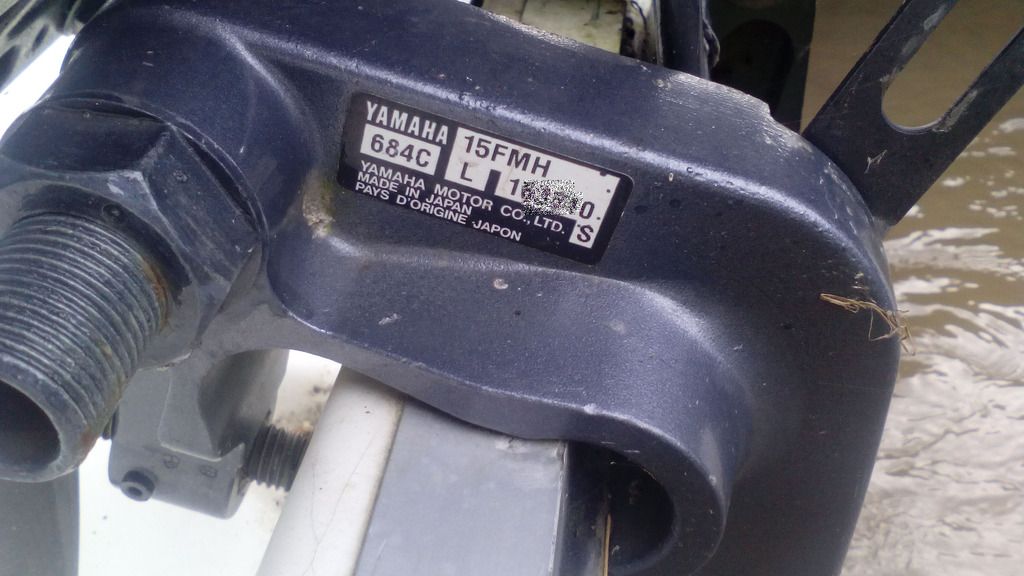 YAMAHA
684C
15FMH
L
S
YAMAHA MOTOR CO.,LTD.
MADE IN JAPAN
PAYS D'ORIGINE JAPON